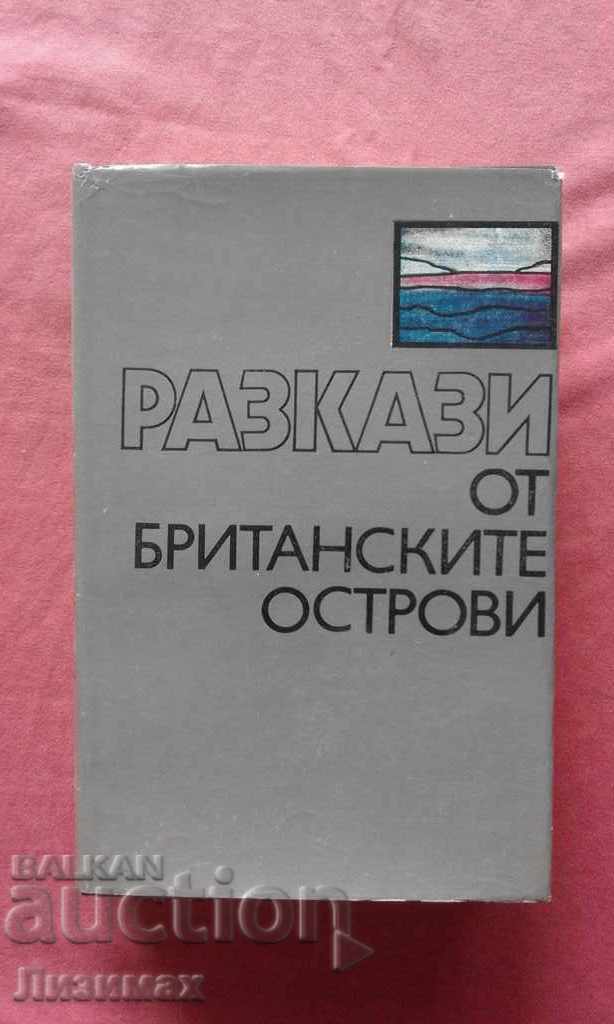 РАЗКАЗИ
ОТ
БРИТАНСКИТЕ
ОСТРОВИ
BALKAN
auction
Лизимах